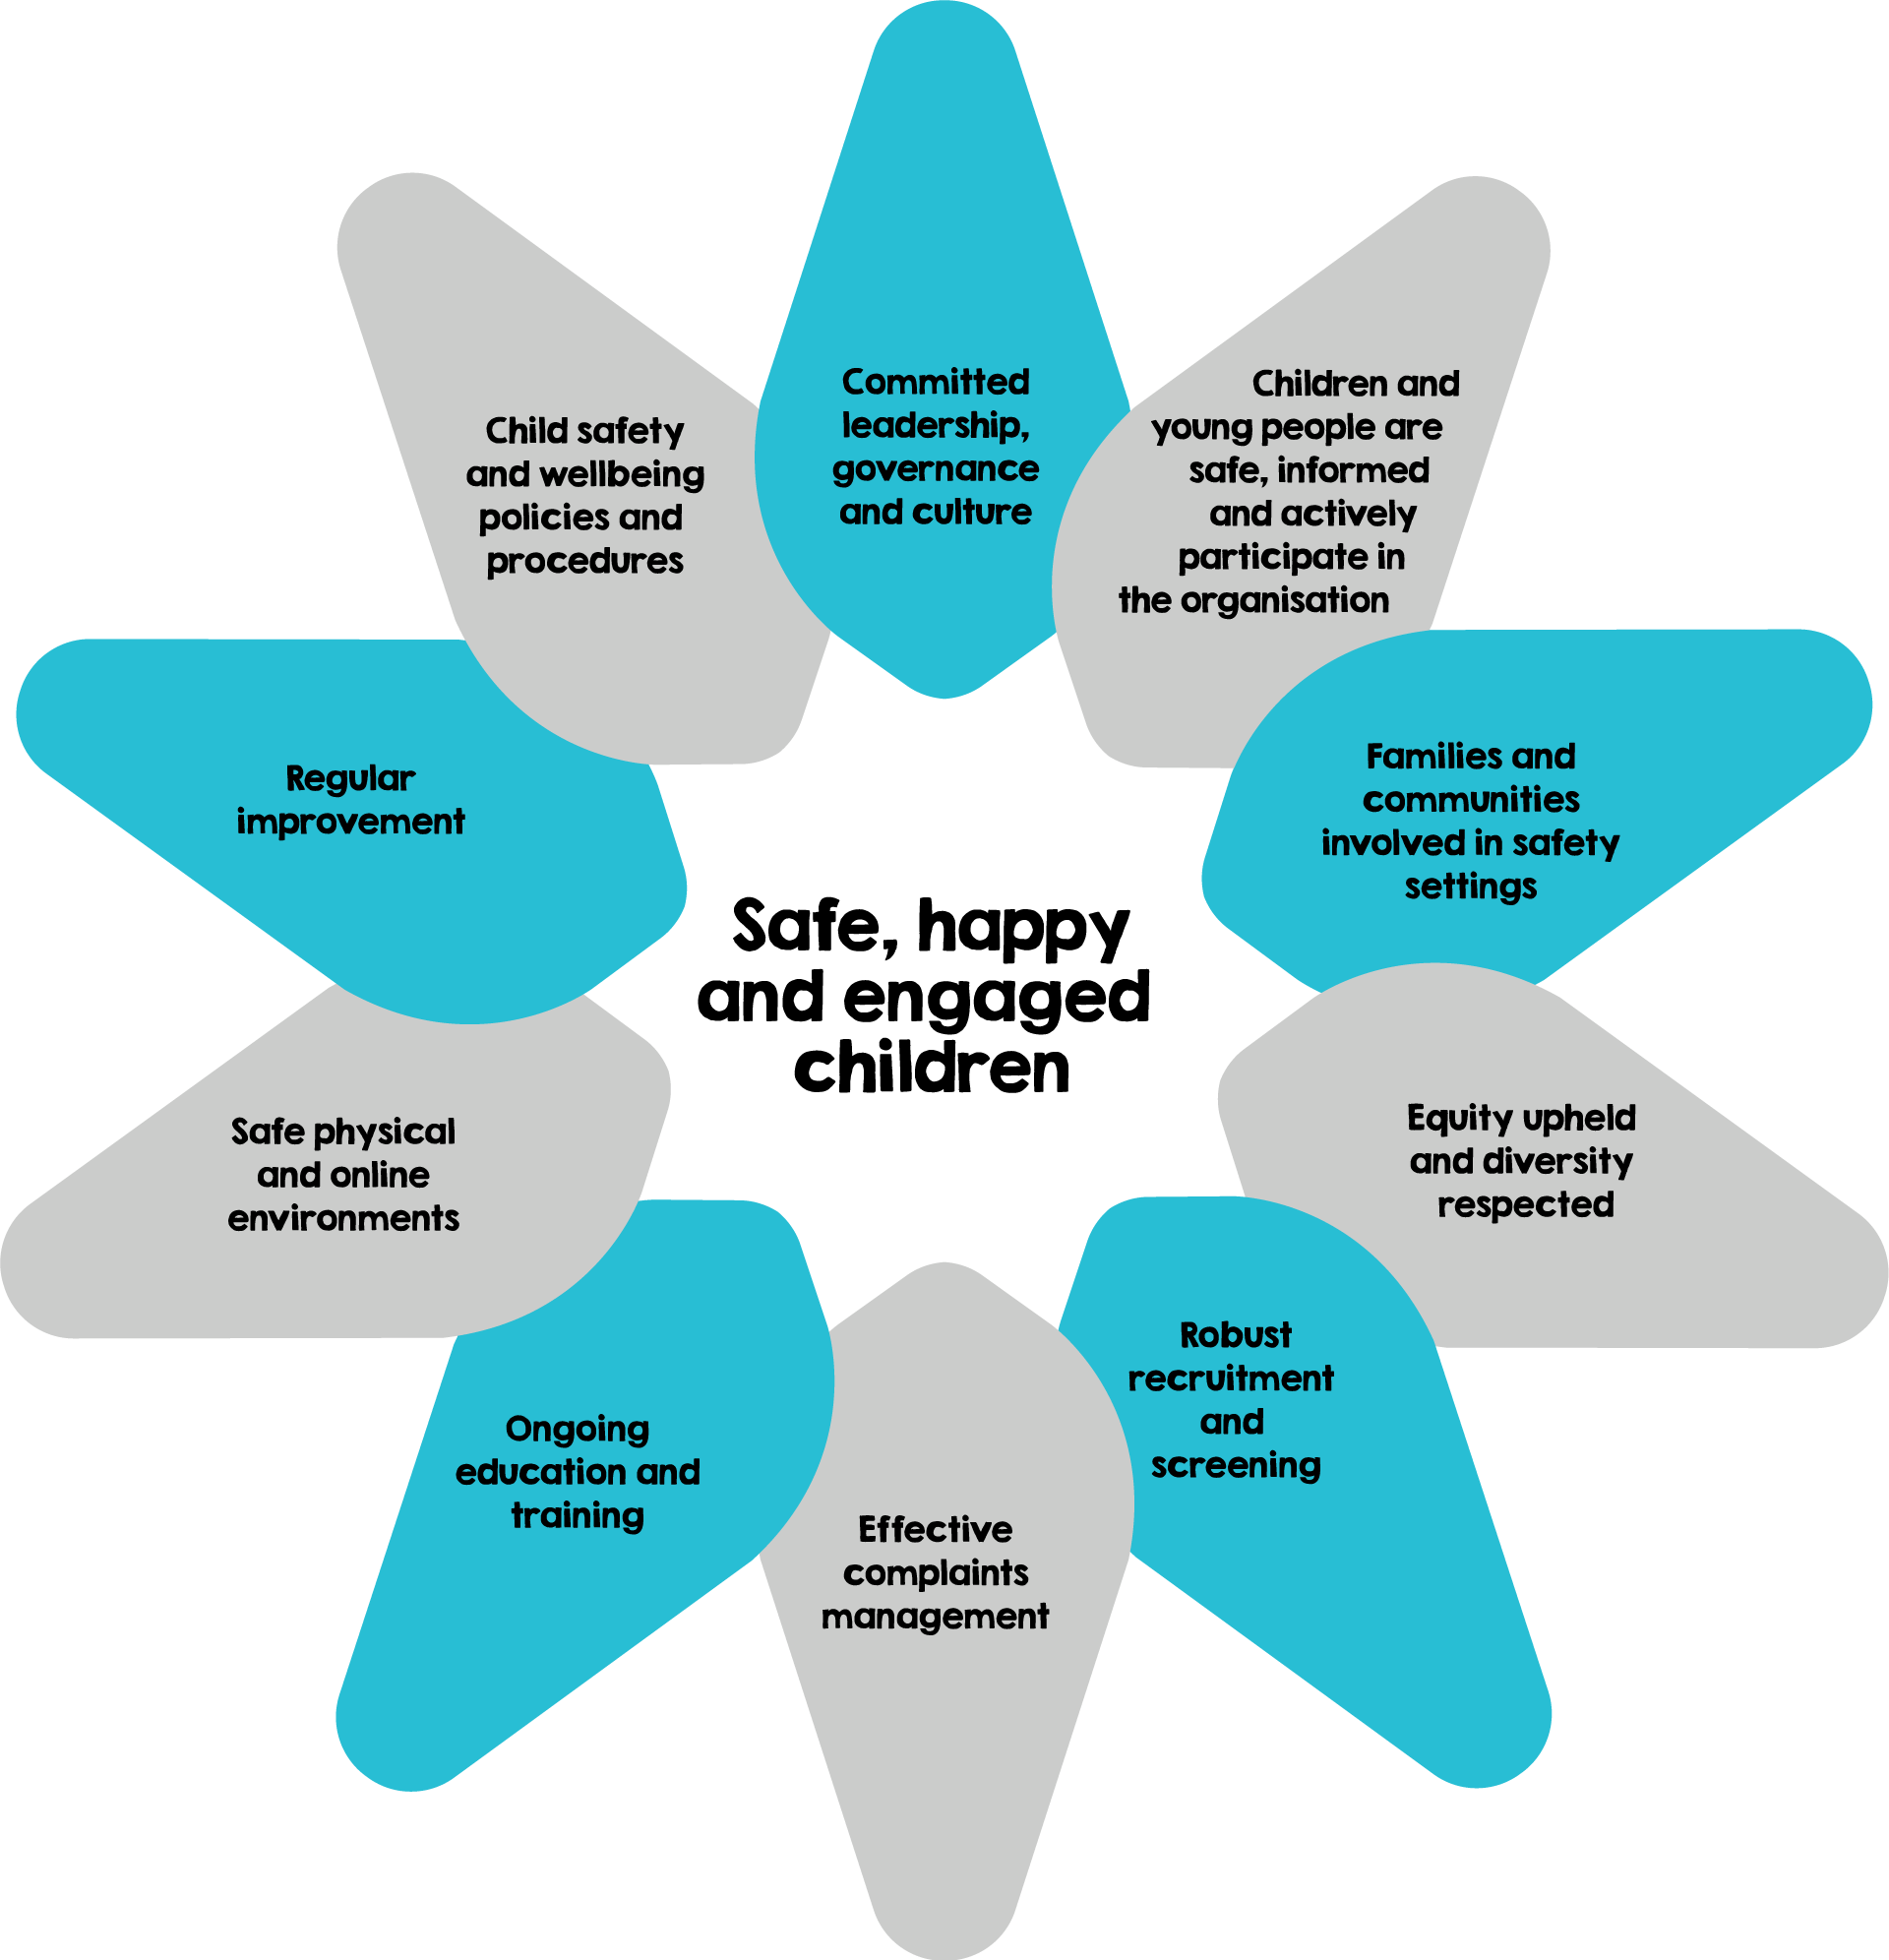 Committed
leadership,
governance
and culture
Children and
young people are
safe, informed
and actively
participate in
the organisation
Families and
communities
involved in safety
settings
Equity upheld
and diversity
respected
Robust
recruitment
and
screening
Effective
complaints
management
Ongoing
education and
training
Safe physical
and online
environments
Regular
improvement
Child safety
and wellbeing
policies and
procedures
Safe, happy
and engaged
children